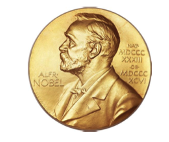 ALFR·
NOBEL
NAT·
MDCCC
XXXIII
OB·
MDCCC
XCVI